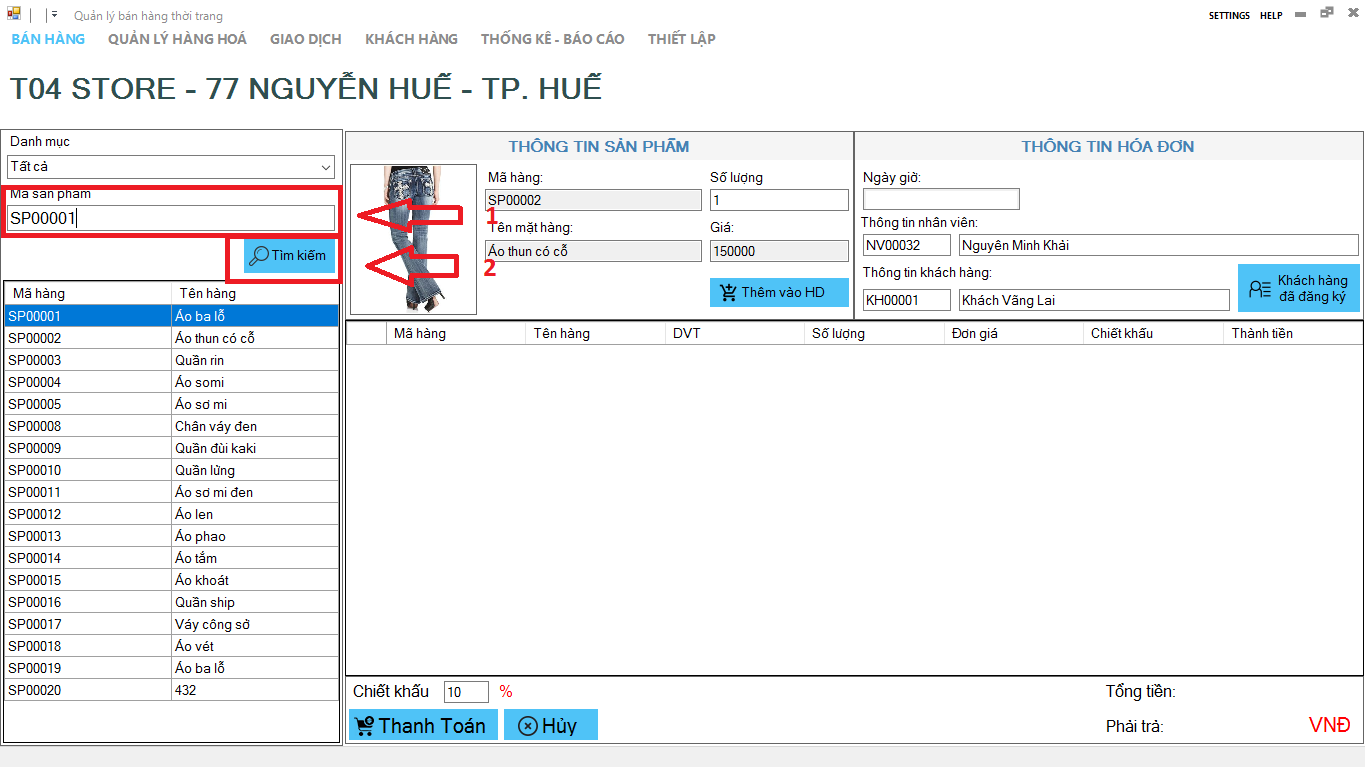 Quản lý bán hàng thời trang
SETTINGS HELP
BÁN HÀNG QUẢN LÝ HÀNG HOÁ GIAO DỊCH KHÁCH HÀNG THỐNG KÊ - BÁO CÁO THIẾT LẬP
T04 STORE - 77 NGUYỄN HUẾ - TP. HUẾ
Danh mục
Tất cả
Mã sản phẩm
SP00001
1
Tìm kiếm
2
Mã hàng Tên hàng
SP00001 Áo ba lỗ
SP00002 Áo thun có cỗ
SP00003 Quần rin
SP00004 Áo somi
SP00005 Áo sơ mi
SP00008 Chân váy đen
SP00009 Quần đùi kaki
SP00010 Quần lửng
SP00011 Áo sơ mi đen
SP00012 Áo len
SP00013 Áo phao
SP00014 Áo tắm
SP00015 Áo khoát
SP00016 Quần ship
SP00017 Váy công sở
SP00018 Áo vét
SP00019 Áo ba lỗ
SP00020 432
THÔNG TIN SẢN PHẨM
Mã hàng: Số lượng
SP00002 1
Tên mặt hàng: Giá:
Áo thun có cỗ 150000
Thêm vào HD
THÔNG TIN HÓA ĐƠN
Ngày giờ:
Thông tin nhân viên:
NV00032 Nguyên Minh Khải
Thông tin khách hàng:
KH00001 Khách Vãng Lai
Khách hàng
đã đăng ký
Mã hàng Tên hàng DVT Số lượng Đơn giá Chiết khấu Thành tiền
Chiết khấu 10 %
Tổng tiền:
Thanh Toán Hủy
Phải trả: VNĐ